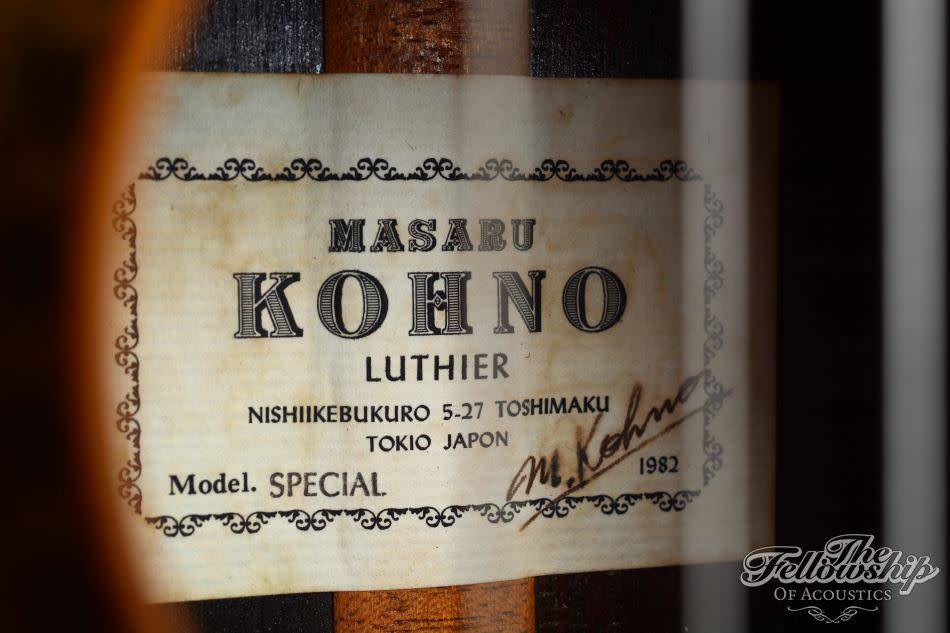 MASARU
KOHNO
LUTHIER
NISHIIKEBUKURO 5-27 TOSHIMAKU
TOKIO JAPON
M. Kohno
Model. SPECIAL 1982
The
Fellowship
OF ACOUSTICS